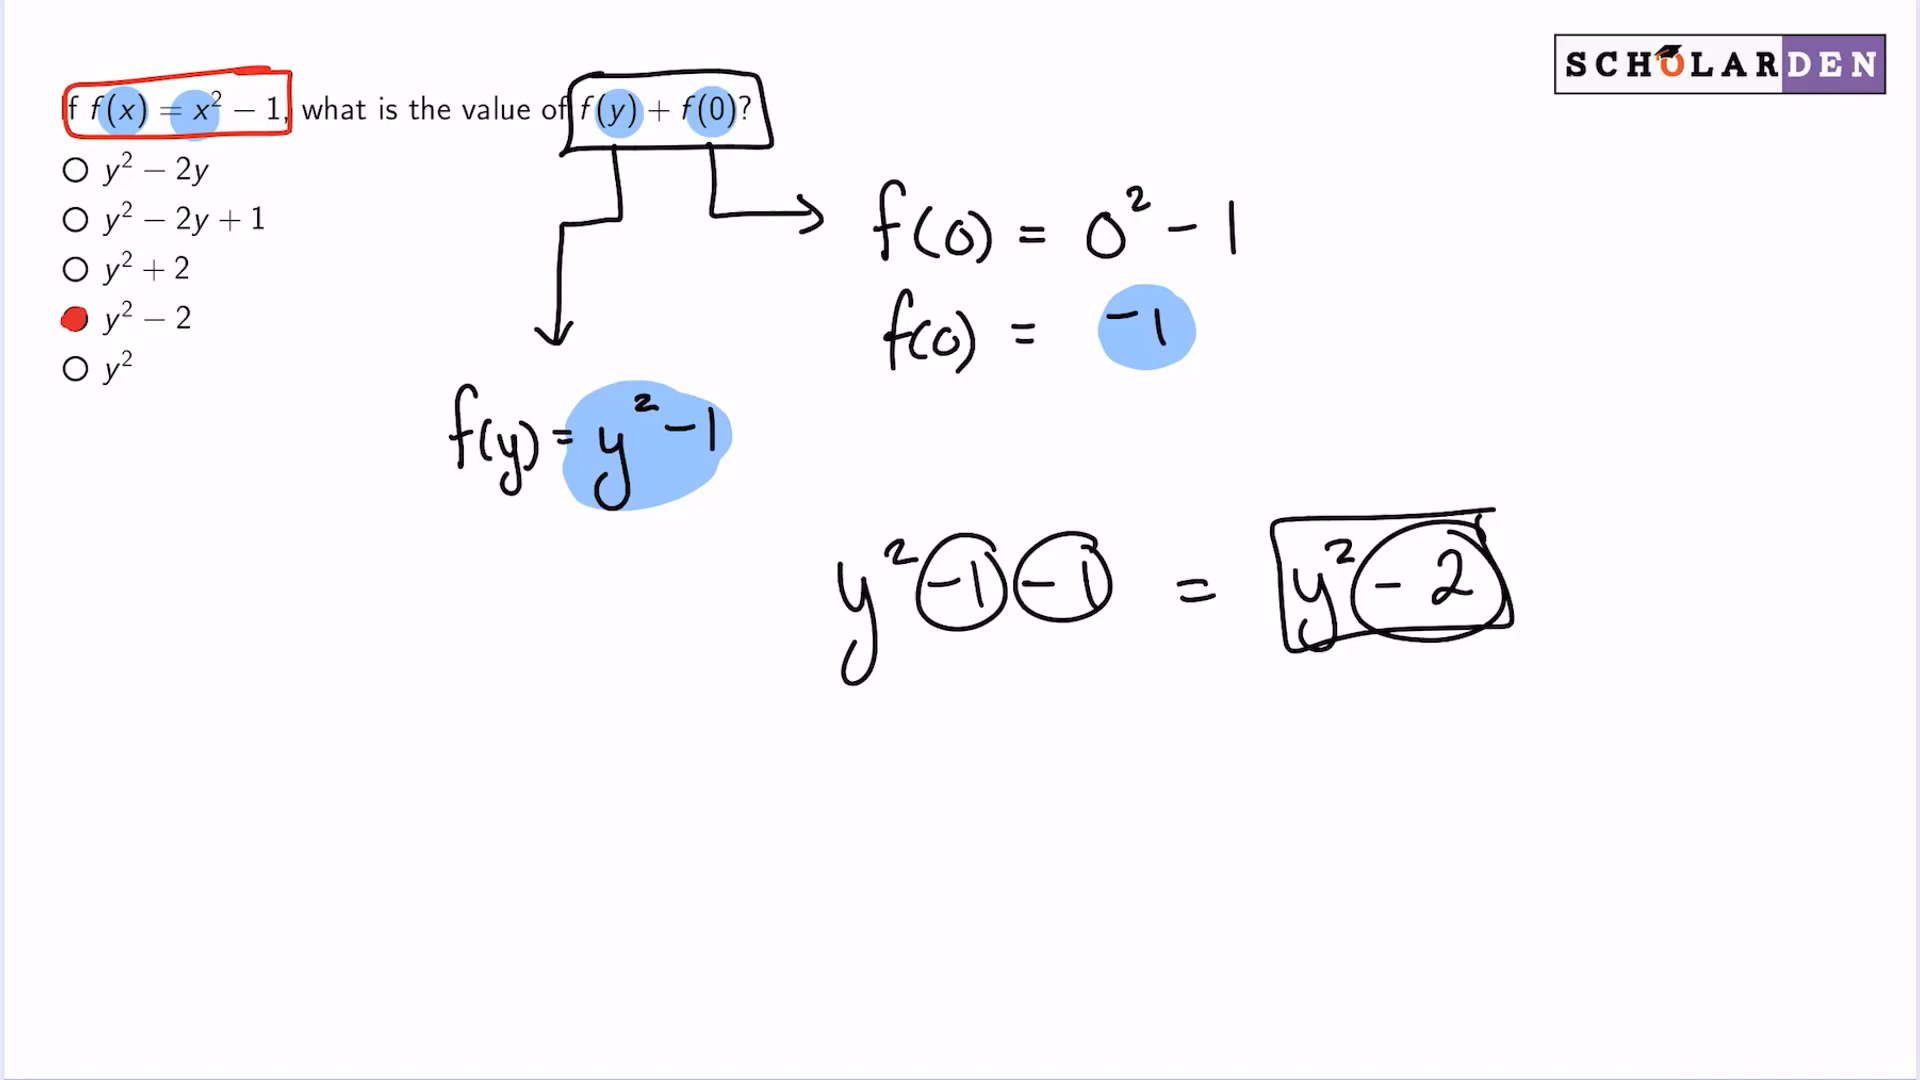 SCHOLARDEN
If f(x) = x² − 1, what is the value of f(y) + f(0)?
y² − 2y
y² − 2y + 1
y² + 2
y² − 2
y²
f(0) = 0² − 1
f(0) = −1
f(y) = y² − 1
y² − 1 − 1 = y² − 2